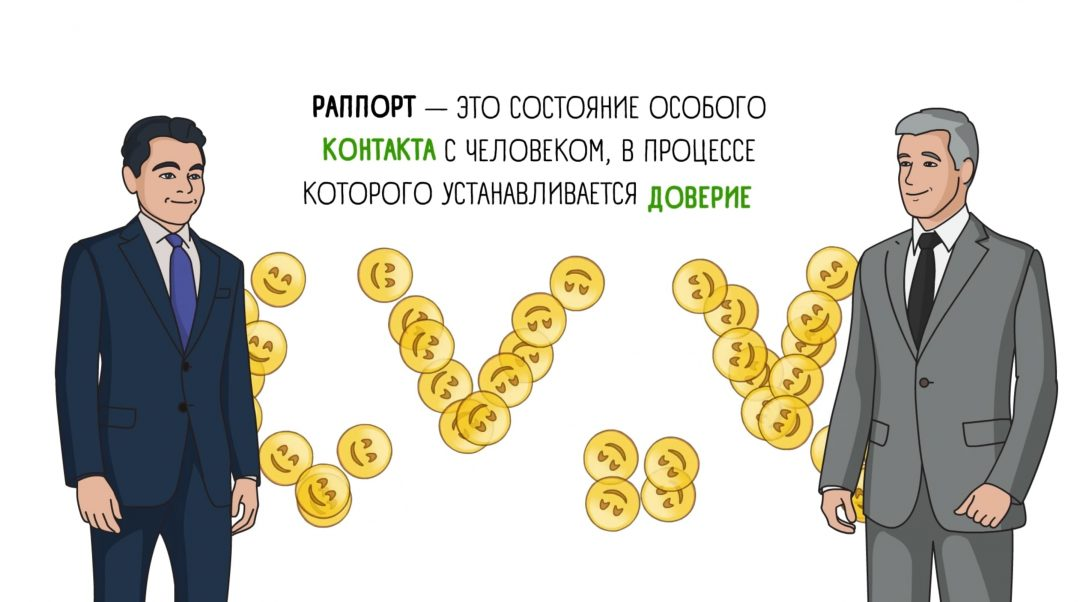 РАППОРТ — ЭТО СОСТОЯНИЕ ОСОБОГО
КОНТАКТА С ЧЕЛОВЕКОМ, В ПРОЦЕССЕ
КОТОРОГО УСТАНАВЛИВАЕТСЯ ДОВЕРИЕ